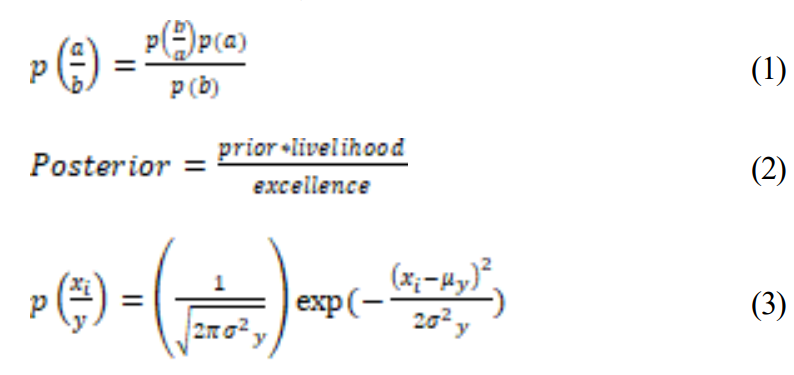 p(a/b) = p(b/a)p(a) / p(b) (1)
Posterior = prior*livelihood / excellence (2)
p(x_i/y) = (1/√(2πσ²_y)) exp(−(x_i−μ_y)²/2σ²_y) (3)